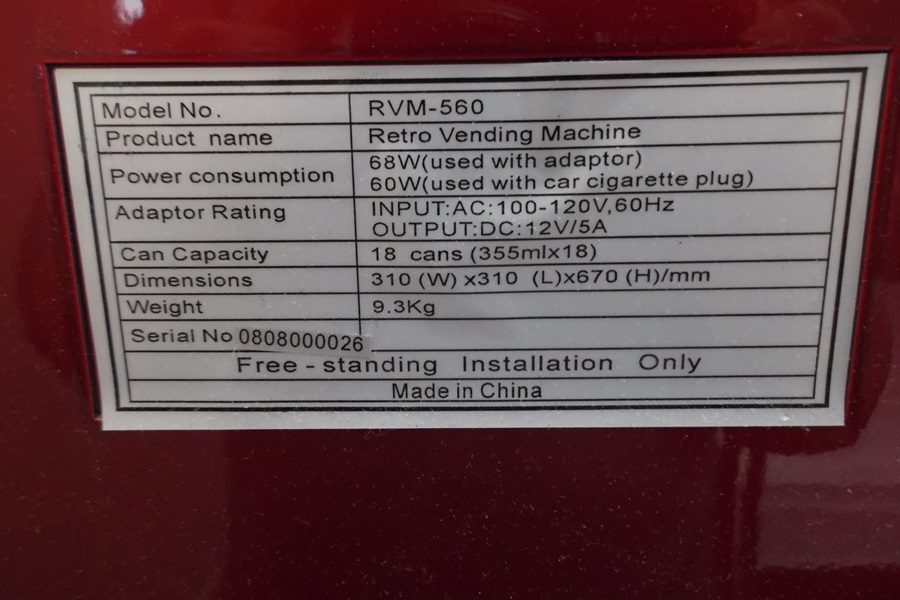 Model No. RVM-560
Product name Retro Vending Machine
Power consumption 68W(used with adaptor)
60W(used with car cigarette plug)
Adaptor Rating INPUT:AC:100-120V,60Hz
OUTPUT:DC:12V/5A
Can Capacity 18 cans (355mlx18)
Dimensions 310 (W) x310 (L)x670 (H)/mm
Weight 9.3Kg
Serial No 0808000026
Free-standing Installation Only
Made in China